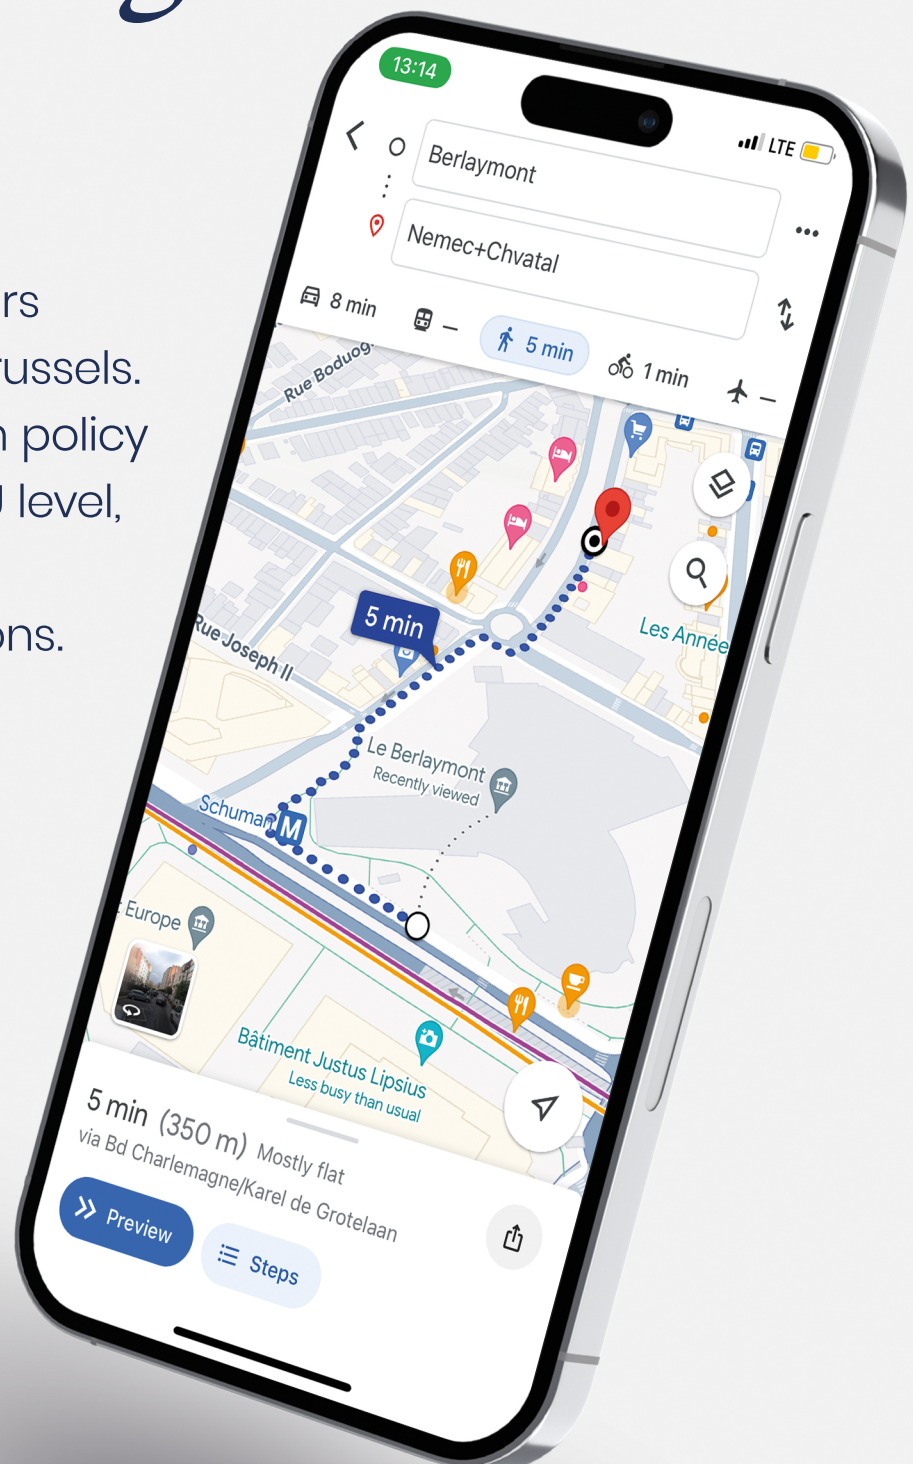 g
rs
russels.
n policy
U level,
ons.
13:14
LTE
Berlaymont
Nemec+Chvatal
8 min
–
5 min
1 min
–
Rue Boduog
Les Année
5 min
Rue Joseph II
Le Berlaymont
Recently viewed
Schuman
M
t Europe
Bâtiment Justus Lipsius
Less busy than usual
5 min (350 m) Mostly flat
via Bd Charlemagne/Karel de Grotelaan
Preview
Steps